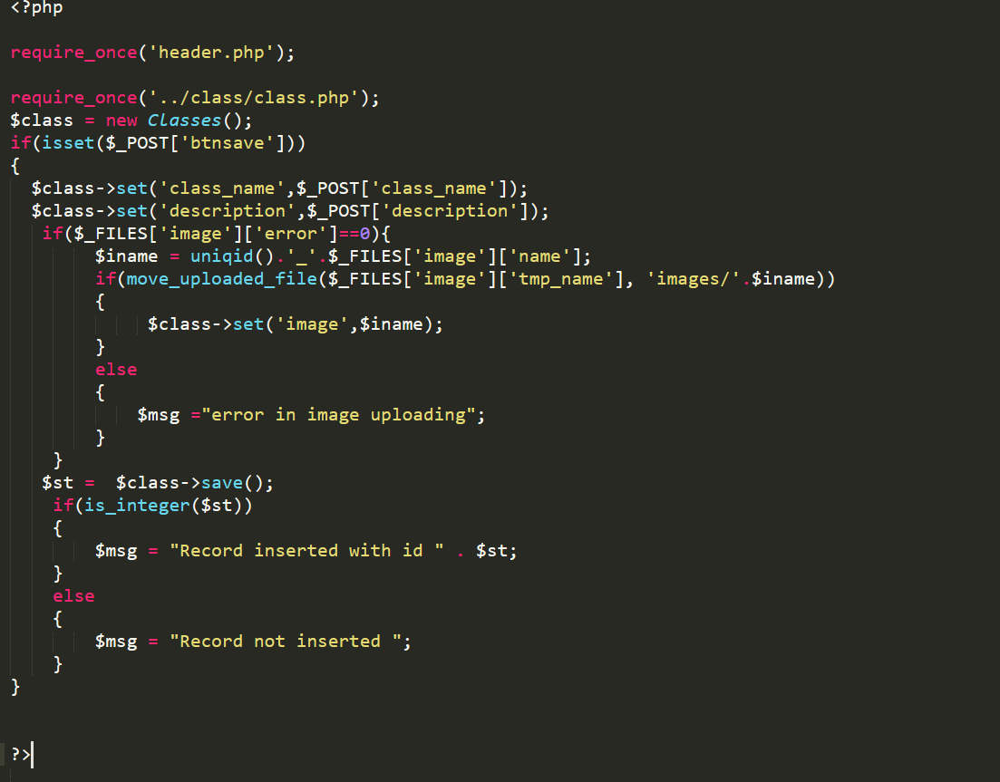 <?php
require_once('header.php');
require_once('../class/class.php');
$class = new Classes();
if(isset($_POST['btnsave']))
{
$class->set('class_name',$_POST['class_name']);
$class->set('description',$_POST['description']);
if($_FILES['image']['error']==0){
$iname = uniqid().'_'.$_FILES['image']['name'];
if(move_uploaded_file($_FILES['image']['tmp_name'], 'images/'.$iname))
{
$class->set('image',$iname);
}
else
{
$msg ="error in image uploading";
}
}
$st =  $class->save();
if(is_integer($st))
{
$msg = "Record inserted with id " . $st;
}
else
{
$msg = "Record not inserted ";
}
}
?>